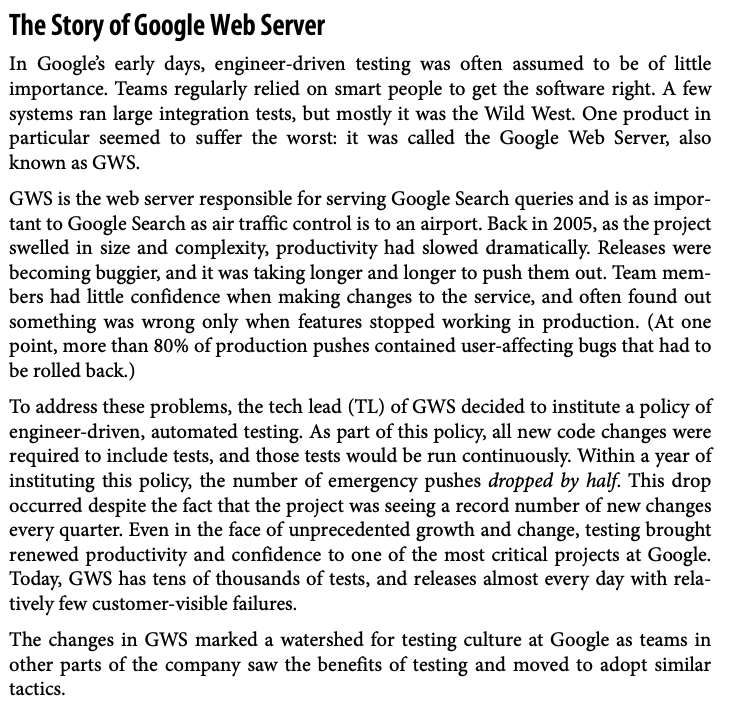 The Story of Google Web Server
In Google’s early days, engineer-driven testing was often assumed to be of little
importance. Teams regularly relied on smart people to get the software right. A few
systems ran large integration tests, but mostly it was the Wild West. One product in
particular seemed to suffer the worst: it was called the Google Web Server, also
known as GWS.
GWS is the web server responsible for serving Google Search queries and is as impor-
tant to Google Search as air traffic control is to an airport. Back in 2005, as the project
swelled in size and complexity, productivity had slowed dramatically. Releases were
becoming buggier, and it was taking longer and longer to push them out. Team mem-
bers had little confidence when making changes to the service, and often found out
something was wrong only when features stopped working in production. (At one
point, more than 80% of production pushes contained user-affecting bugs that had to
be rolled back.)
To address these problems, the tech lead (TL) of GWS decided to institute a policy of
engineer-driven, automated testing. As part of this policy, all new code changes were
required to include tests, and those tests would be run continuously. Within a year of
instituting this policy, the number of emergency pushes dropped by half. This drop
occurred despite the fact that the project was seeing a record number of new changes
every quarter. Even in the face of unprecedented growth and change, testing brought
renewed productivity and confidence to one of the most critical projects at Google.
Today, GWS has tens of thousands of tests, and releases almost every day with rela-
tively few customer-visible failures.
The changes in GWS marked a watershed for testing culture at Google as teams in
other parts of the company saw the benefits of testing and moved to adopt similar
tactics.